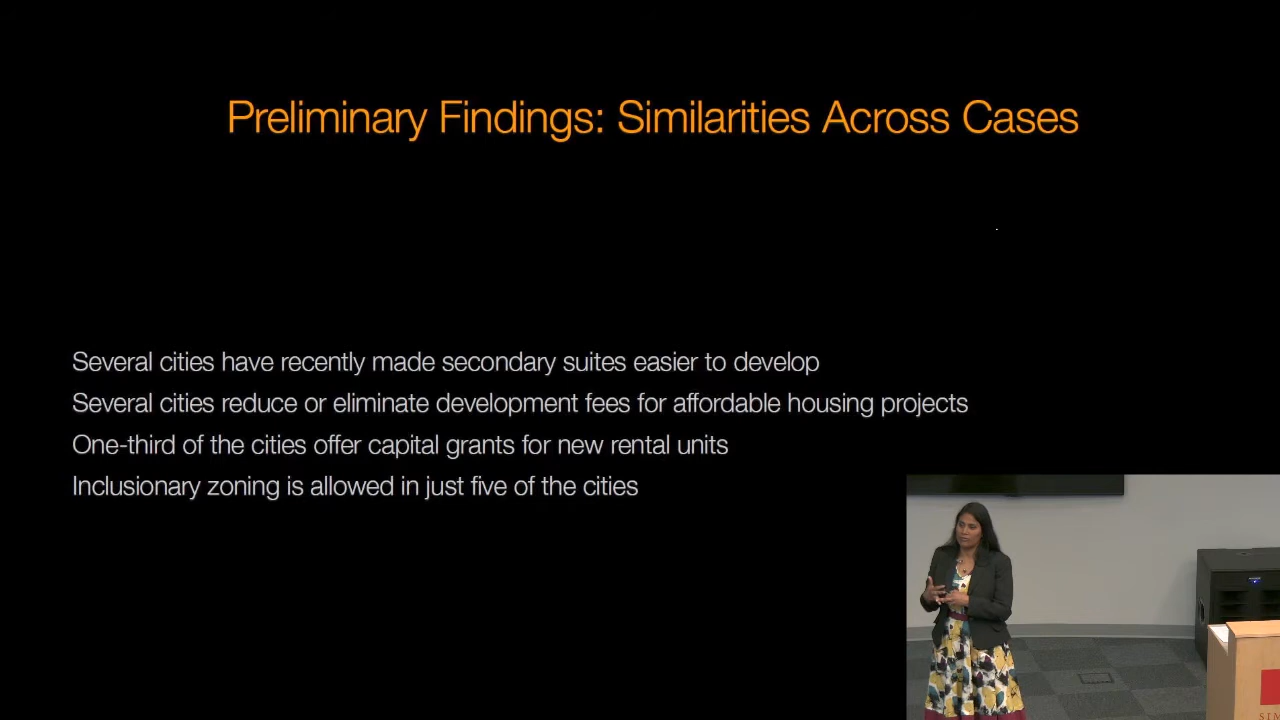 Preliminary Findings: Similarities Across Cases
Several cities have recently made secondary suites easier to develop
Several cities reduce or eliminate development fees for affordable housing projects
One-third of the cities offer capital grants for new rental units
Inclusionary zoning is allowed in just five of the cities